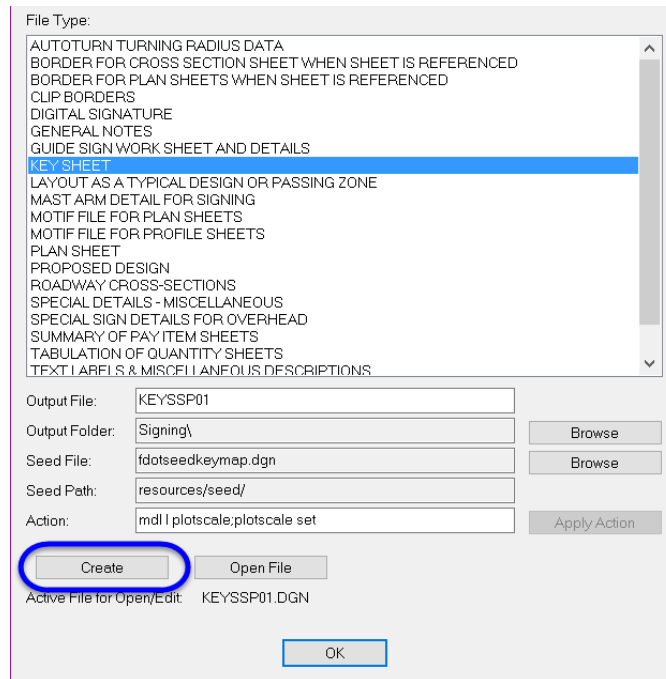 File Type:
AUTOTURN TURNING RADIUS DATA
BORDER FOR CROSS SECTION SHEET WHEN SHEET IS REFERENCED
BORDER FOR PLAN SHEETS WHEN SHEET IS REFERENCED
CLIP BORDERS
DIGITAL SIGNATURE
GENERAL NOTES
GUIDE SIGN WORK SHEET AND DETAILS
KEY SHEET
LAYOUT AS A TYPICAL DESIGN OR PASSING ZONE
MAST ARM DETAIL FOR SIGNING
MOTIF FILE FOR PLAN SHEETS
MOTIF FILE FOR PROFILE SHEETS
PLAN SHEET
PROPOSED DESIGN
ROADWAY CROSS-SECTIONS
SPECIAL DETAILS - MISCELLANEOUS
SPECIAL SIGN DETAILS FOR OVERHEAD
SUMMARY OF PAY ITEM SHEETS
TABULATION OF QUANTITY SHEETS
TEXT LABELS & MISCELLANEOUS DESCRIPTIONS
Output File: KEYSSP01
Output Folder: Signing\ Browse
Seed File: fdotseedkeymap.dgn Browse
Seed Path: resources/seed/
Action: mdl l plotscale;plotscale set Apply Action
Create Open File
Active File for Open/Edit: KEYSSP01.DGN
OK